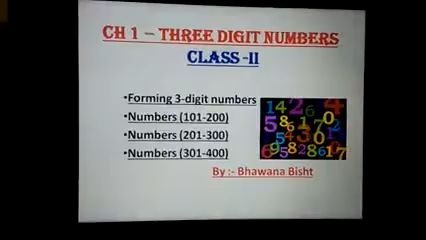 CH 1 – THREE DIGIT NUMBERS
CLASS -II
•Forming 3-digit numbers
•Numbers (101-200)
•Numbers (201-300)
•Numbers (301-400)
By :- Bhawana Bisht